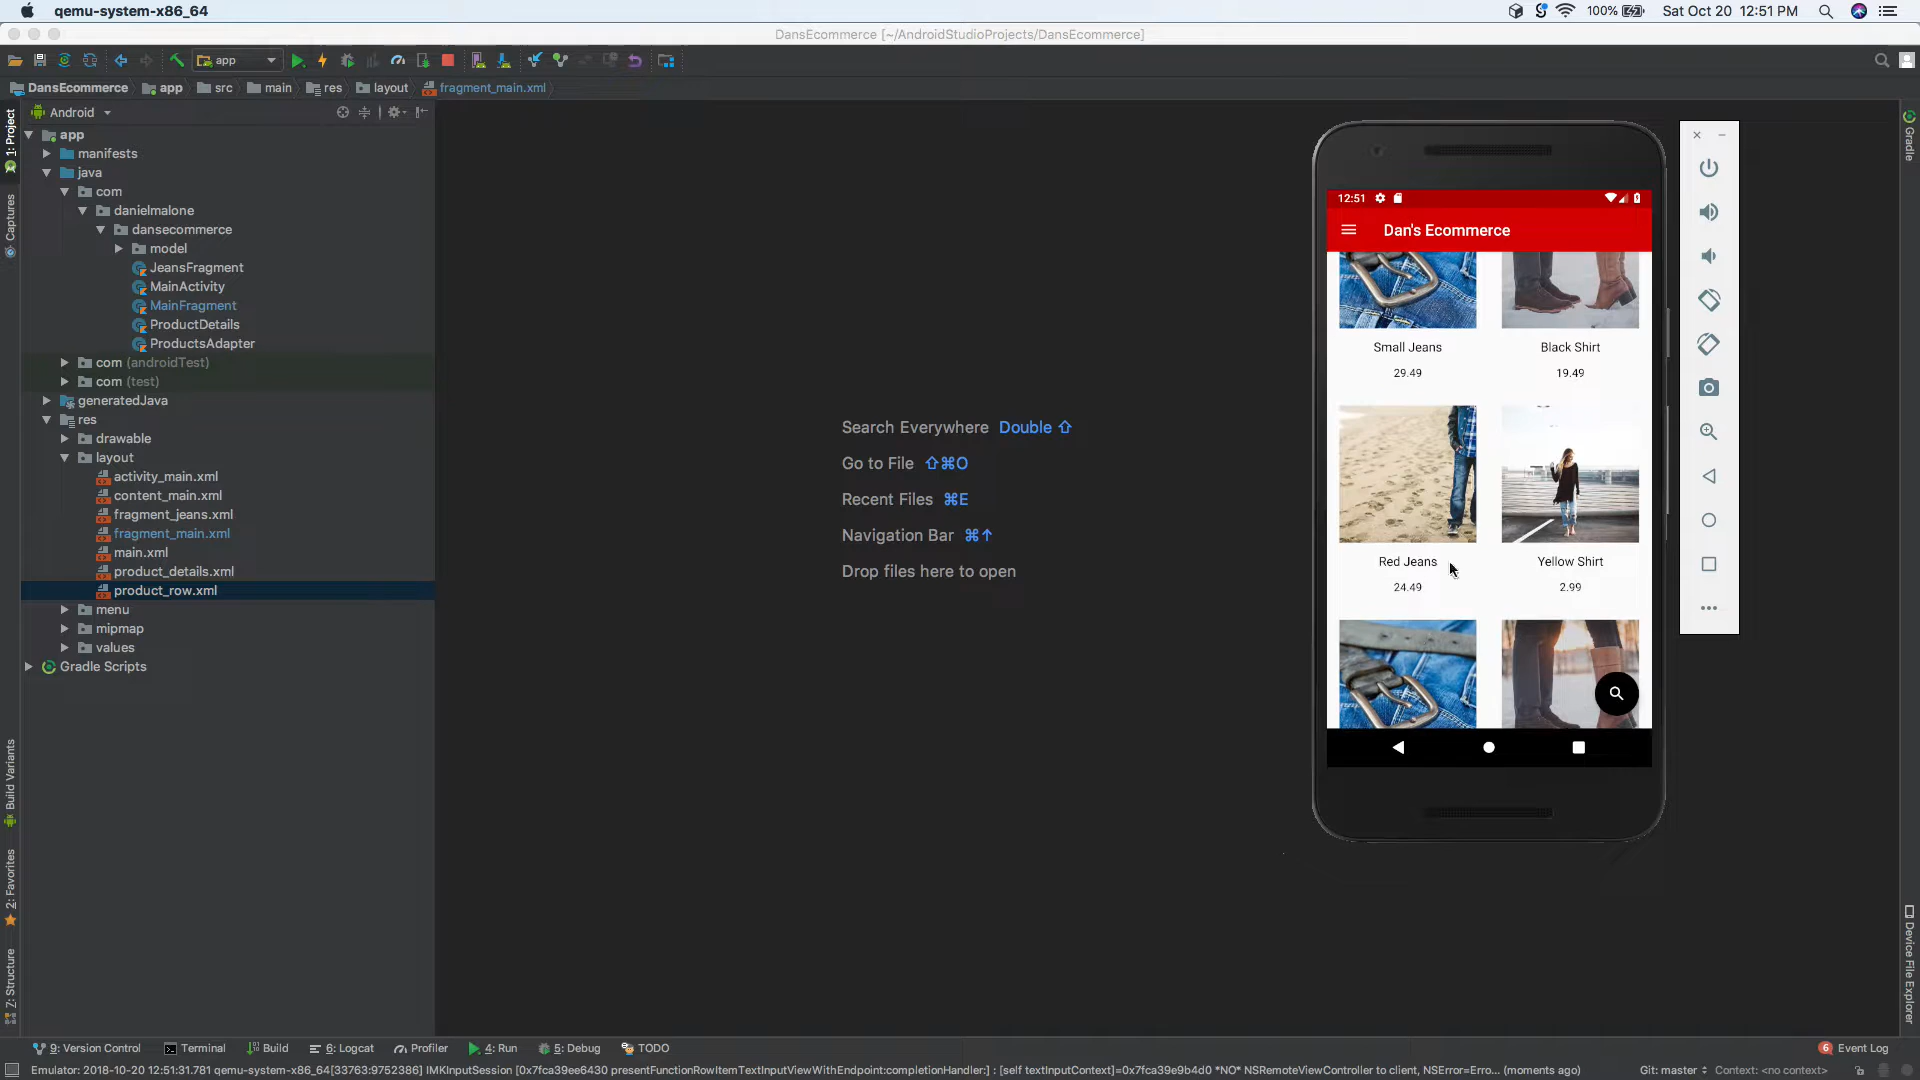 qemu-system-x86_64
100%
Sat Oct 20 12:51 PM
DansEcommerce [~/AndroidStudioProjects/DansEcommerce]
app
DansEcommerce
app
src
main
res
layout
fragment_main.xml
Android
1: Project
Captures
Build Variants
2: Favorites
Z: Structure
app
manifests
java
com
danielmalone
dansecommerce
model
JeansFragment
MainActivity
MainFragment
ProductDetails
ProductsAdapter
com (androidTest)
com (test)
generatedJava
res
drawable
layout
activity_main.xml
content_main.xml
fragment_jeans.xml
fragment_main.xml
main.xml
product_details.xml
product_row.xml
menu
mipmap
values
Gradle Scripts
Search Everywhere Double ⇧
Go to File ⇧⌘O
Recent Files ⌘E
Navigation Bar ⌘↑
Drop files here to open
12:51
Dan's Ecommerce
Small Jeans
29.49
Black Shirt
19.49
Red Jeans
24.49
Yellow Shirt
2.99
Gradle
Device File Explorer
9: Version Control
Terminal
Build
6: Logcat
Profiler
4: Run
5: Debug
TODO
6 Event Log
Emulator: 2018-10-20 12:51:31.781 qemu-system-x86_64[33763:9752386] IMKInputSession [0x7fca39ee6430 presentFunctionRowItemTextInputViewWithEndpoint:completionHandler:] : [self textInputContext]=0x7fca39e9b4d0 *NO* NSRemoteViewController to client, NSError=Erro... (moments ago)
Git: master
Context: <no context>